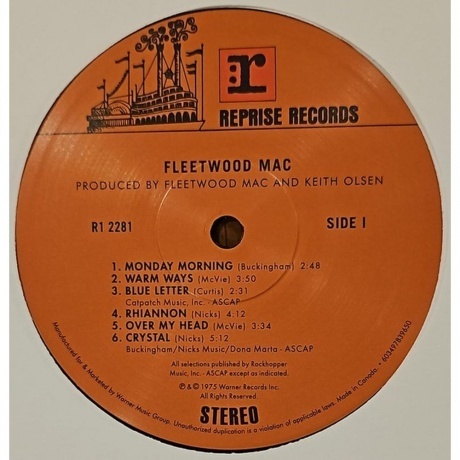 r
REPRISE RECORDS
FLEETWOOD MAC
PRODUCED BY FLEETWOOD MAC AND KEITH OLSEN
R1 2281 SIDE 1
1. MONDAY MORNING (Buckingham) 2:48
2. WARM WAYS (McVie) 3:50
3. BLUE LETTER (Curtis) 2:31
Catpatch Music, Inc. - ASCAP
4. RHIANNON (Nicks) 4:12
5. OVER MY HEAD (McVie) 3:34
6. CRYSTAL (Nicks) 5:12
Buckingham/Nicks Music/Dona Marta - ASCAP
All selections published by Rockhopper
Music, Inc. - ASCAP except as indicated.
℗ & © 1975 Warner Records Inc.
All Rights Reserved.
STEREO
Manufactured for & Marketed by Warner Music Group. Unauthorized duplication is a violation of applicable laws. Made in Canada. • 603497839650